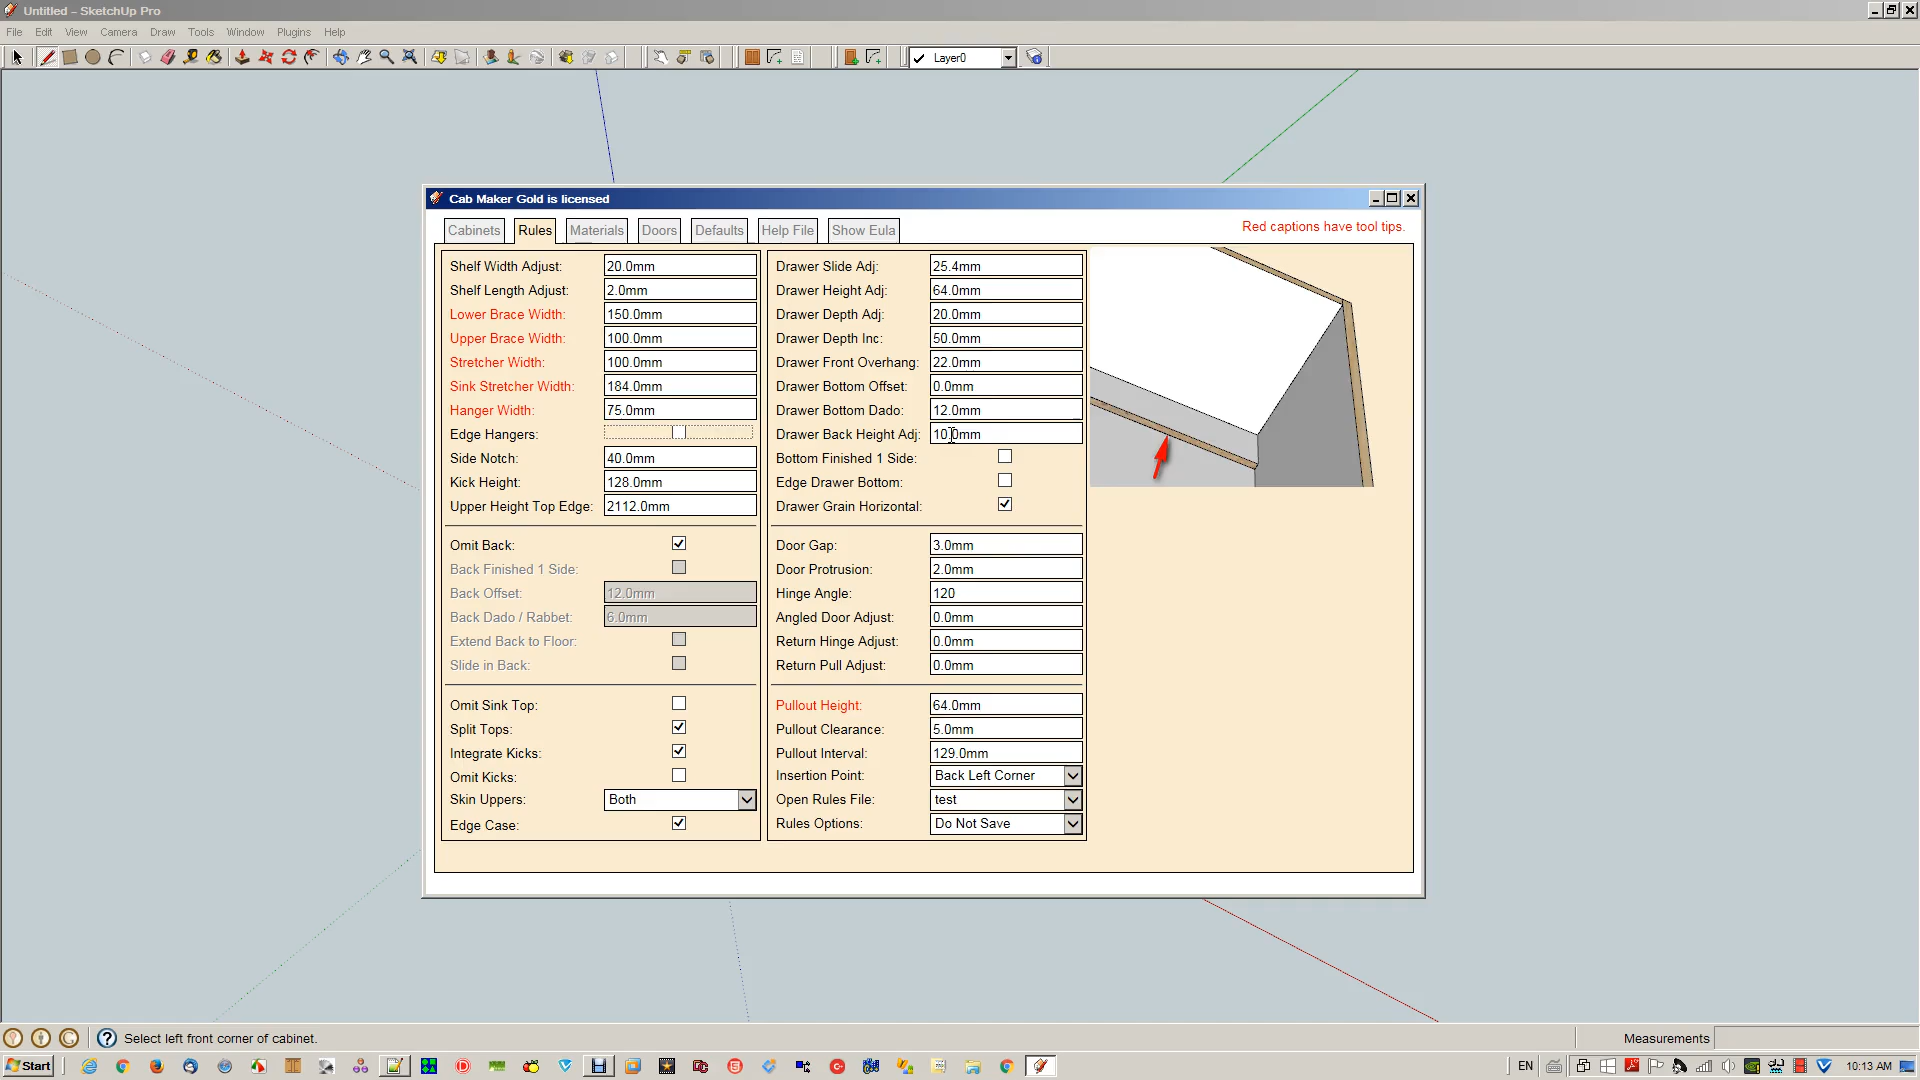 Untitled - SketchUp Pro
File Edit View Camera Draw Tools Window Plugins Help
Layer0
Cab Maker Gold is licensed
Cabinets Rules Materials Doors Defaults Help File Show Eula
Red captions have tool tips.
Shelf Width Adjust: 20.0mm
Shelf Length Adjust: 2.0mm
Lower Brace Width: 150.0mm
Upper Brace Width: 100.0mm
Stretcher Width: 100.0mm
Sink Stretcher Width: 184.0mm
Hanger Width: 75.0mm
Edge Hangers:
Side Notch: 40.0mm
Kick Height: 128.0mm
Upper Height Top Edge: 2112.0mm
Omit Back:
Back Finished 1 Side:
Back Offset: 12.0mm
Back Dado / Rabbet: 6.0mm
Extend Back to Floor:
Slide in Back:
Omit Sink Top:
Split Tops:
Integrate Kicks:
Omit Kicks:
Skin Uppers: Both
Edge Case:
Drawer Slide Adj: 25.4mm
Drawer Height Adj: 64.0mm
Drawer Depth Adj: 20.0mm
Drawer Depth Inc: 50.0mm
Drawer Front Overhang: 22.0mm
Drawer Bottom Offset: 0.0mm
Drawer Bottom Dado: 12.0mm
Drawer Back Height Adj: 10.0mm
Bottom Finished 1 Side:
Edge Drawer Bottom:
Drawer Grain Horizontal:
Door Gap: 3.0mm
Door Protrusion: 2.0mm
Hinge Angle: 120
Angled Door Adjust: 0.0mm
Return Hinge Adjust: 0.0mm
Return Pull Adjust: 0.0mm
Pullout Height: 64.0mm
Pullout Clearance: 5.0mm
Pullout Interval: 129.0mm
Insertion Point: Back Left Corner
Open Rules File: test
Rules Options: Do Not Save
Select left front corner of cabinet.
Measurements
Start
EN
10:13 AM